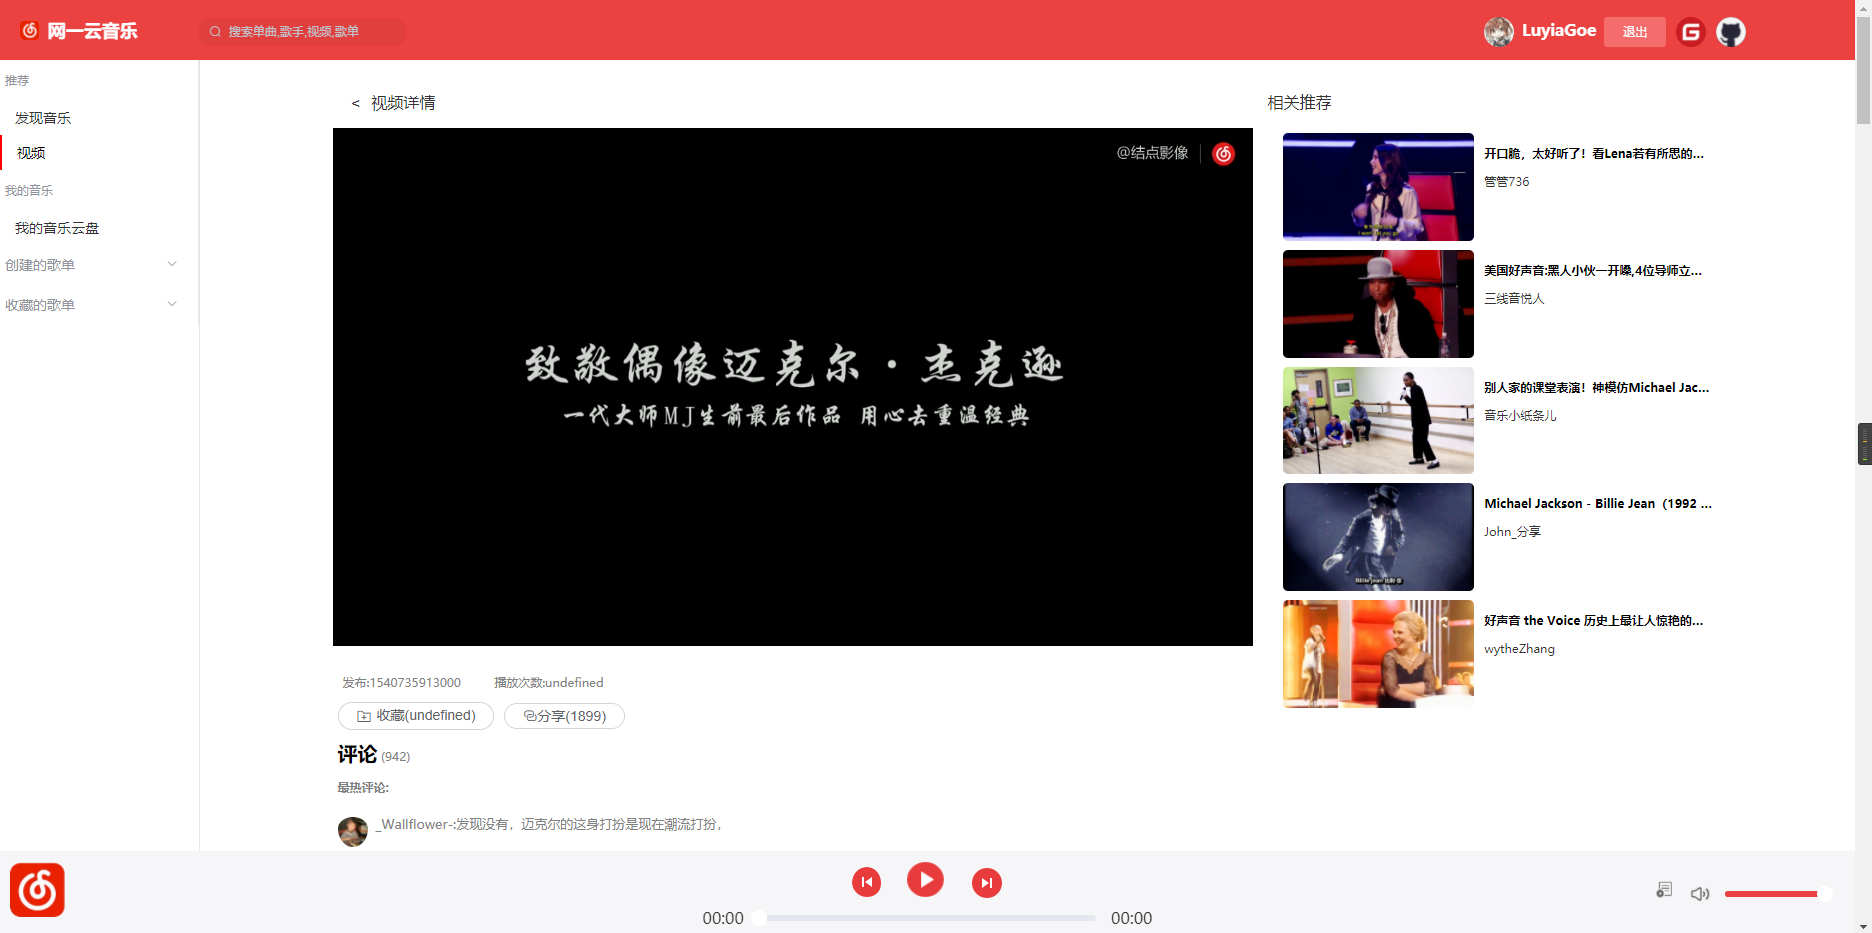 网一云音乐
搜索单曲,歌手,视频,歌单
LuyiaGoe
退出
推荐
发现音乐
视频
我的音乐
我的音乐云盘
创建的歌单
收藏的歌单
< 视频详情
@结点影像
致敬偶像迈克尔·杰克逊
一代大师MJ生前最后作品 用心去重温经典
发布:1540735913000 播放次数:undefined
收藏(undefined) 分享(1899)
评论 (942)
最热评论:
_Wallflower-:发现没有，迈克尔的这身打扮是现在潮流打扮，
相关推荐
开口脆，太好听了！看Lena若有所思的...
管管736
美国好声音:黑人小伙一开嗓,4位导师立...
三线音悦人
别人家的课堂表演！神模仿Michael Jac...
音乐小纸条儿
Michael Jackson - Billie Jean（1992 ...
John_分享
好声音 the Voice 历史上最让人惊艳的...
wytheZhang
00:00 00:00